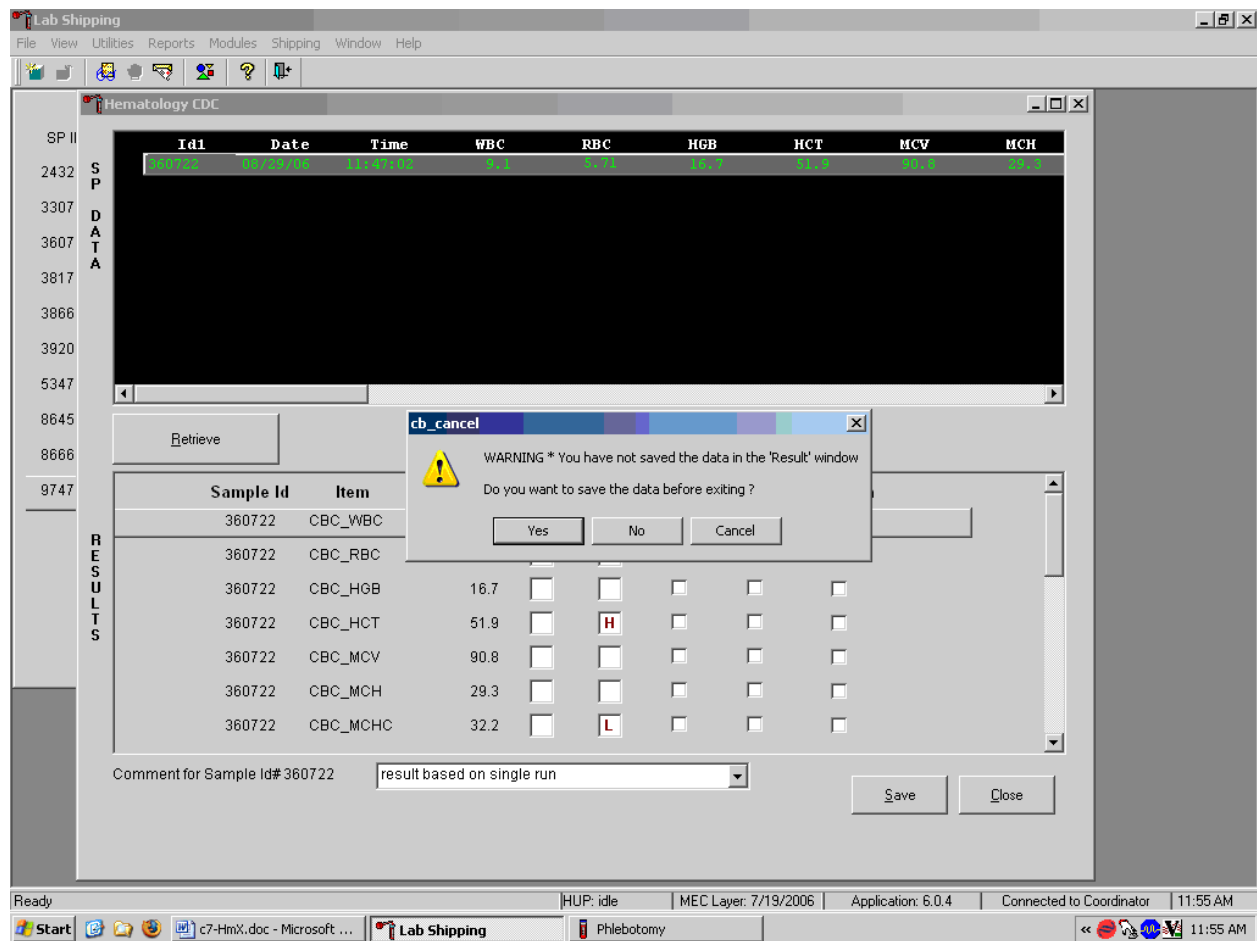 Lab Shipping
File View Utilities Reports Modules Shipping Window Help
Hematology CDC
SP II
2432
3307
3607
3817
3866
3920
5347
8645
8666
9747
SP DATA
Id1 Date Time WBC RBC HGB HCT MCV MCH
360722 08/29/06 11:47:02 9.1 5.71 16.7 51.9 90.8 29.3
Retrieve
cb_cancel
WARNING * You have not saved the data in the 'Result' window
Do you want to save the data before exiting ?
Yes No Cancel
RESULTS
Sample Id Item
360722 CBC_WBC
360722 CBC_RBC
360722 CBC_HGB 16.7
360722 CBC_HCT 51.9 H
360722 CBC_MCV 90.8
360722 CBC_MCH 29.3
360722 CBC_MCHC 32.2 L
Comment for Sample Id# 360722 result based on single run
Save Close
Ready HUP: idle MEC Layer: 7/19/2006 Application: 6.0.4 Connected to Coordinator 11:55 AM
Start c7-HmX.doc - Microsoft ... Lab Shipping Phlebotomy « 11:55 AM